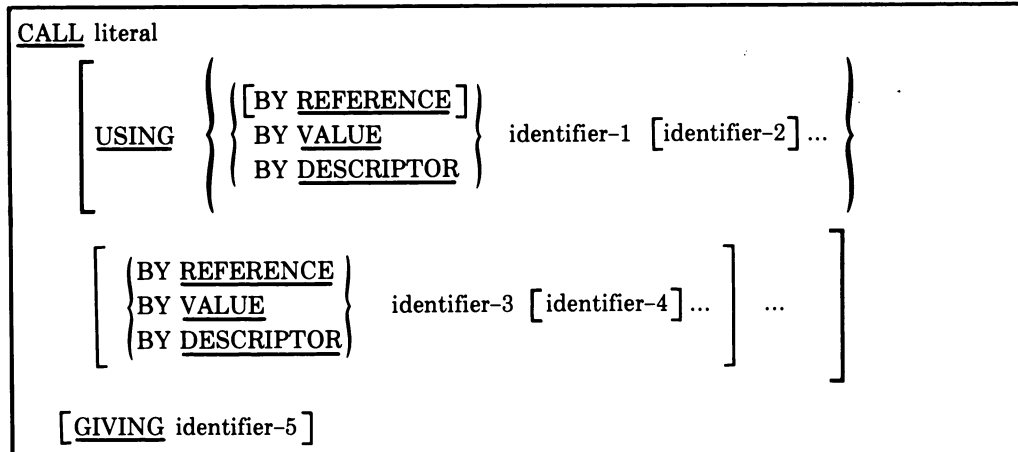 CALL literal
[BY REFERENCE]
USING BY VALUE identifier-1 [identifier-2] ...
BY DESCRIPTOR
BY REFERENCE
BY VALUE identifier-3 [identifier-4] ... ...
BY DESCRIPTOR
[GIVING identifier-5]